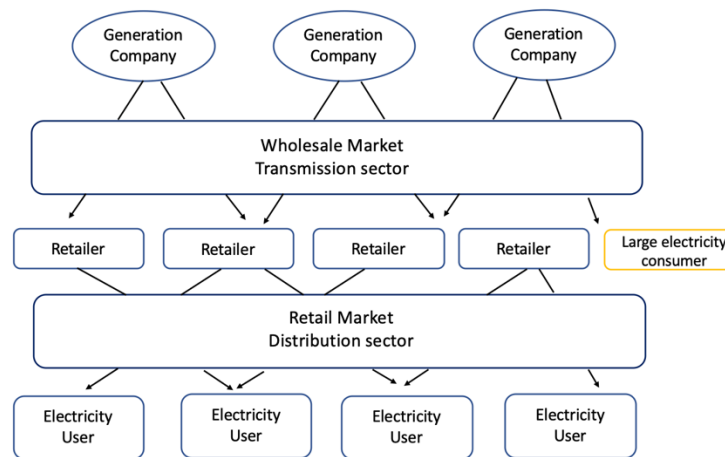 Generation
Company
Generation
Company
Generation
Company
Wholesale Market
Transmission sector
Retailer
Retailer
Retailer
Retailer
Large electricity
consumer
Retail Market
Distribution sector
Electricity
User
Electricity
User
Electricity
User
Electricity
User